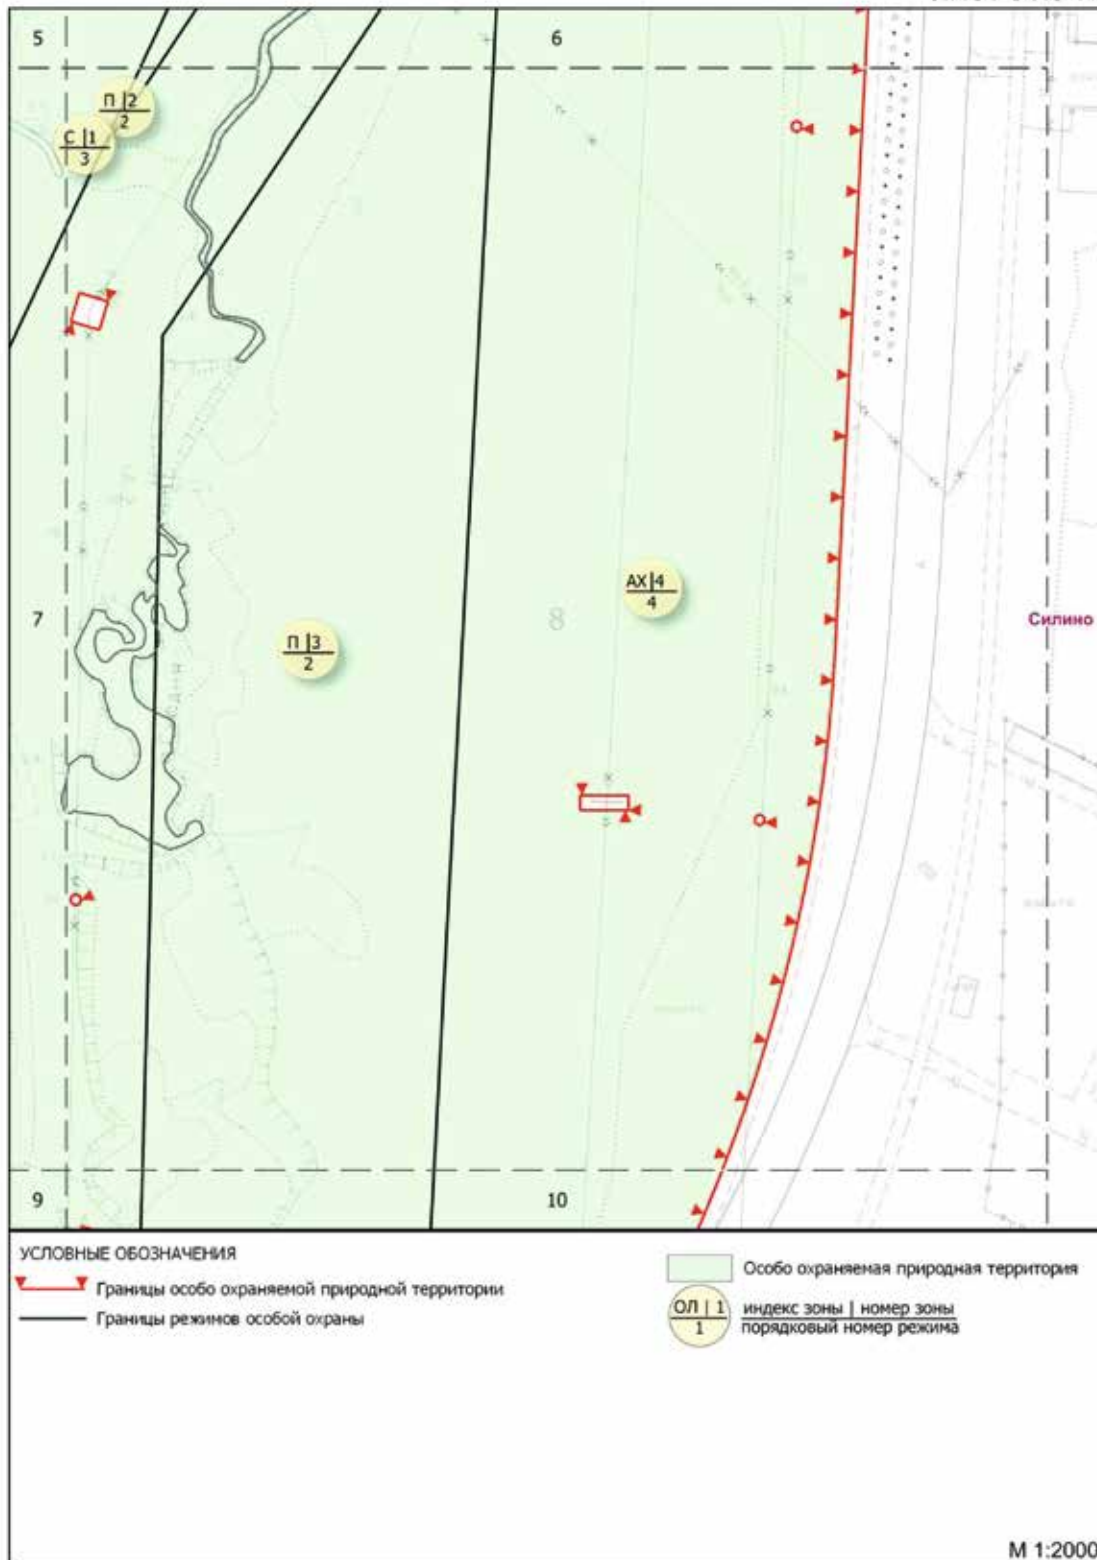 5
6
П | 2
2
С | 1
3
АХ | 4
4
7
8
Силино
П | 3
2
9
10
УСЛОВНЫЕ ОБОЗНАЧЕНИЯ
Границы особо охраняемой природной территории
Границы режимов особой охраны
Особо охраняемая природная территория
ОЛ | 1
1
индекс зоны | номер зоны
порядковый номер режима
М 1:2000